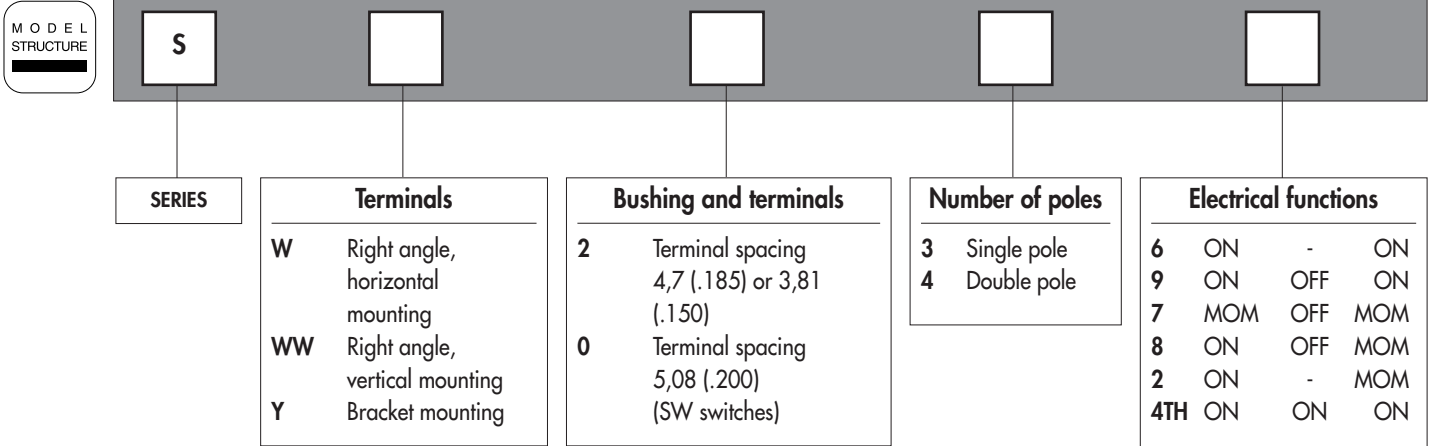 MODEL
STRUCTURE
S
SERIES
Terminals
W Right angle,
horizontal
mounting
WW Right angle,
vertical mounting
Y Bracket mounting
Bushing and terminals
2 Terminal spacing
4,7 (.185) or 3,81
(.150)
0 Terminal spacing
5,08 (.200)
(SW switches)
Number of poles
3 Single pole
4 Double pole
Electrical functions
6 ON - ON
9 ON OFF ON
7 MOM OFF MOM
8 ON OFF MOM
2 ON - MOM
4TH ON ON ON